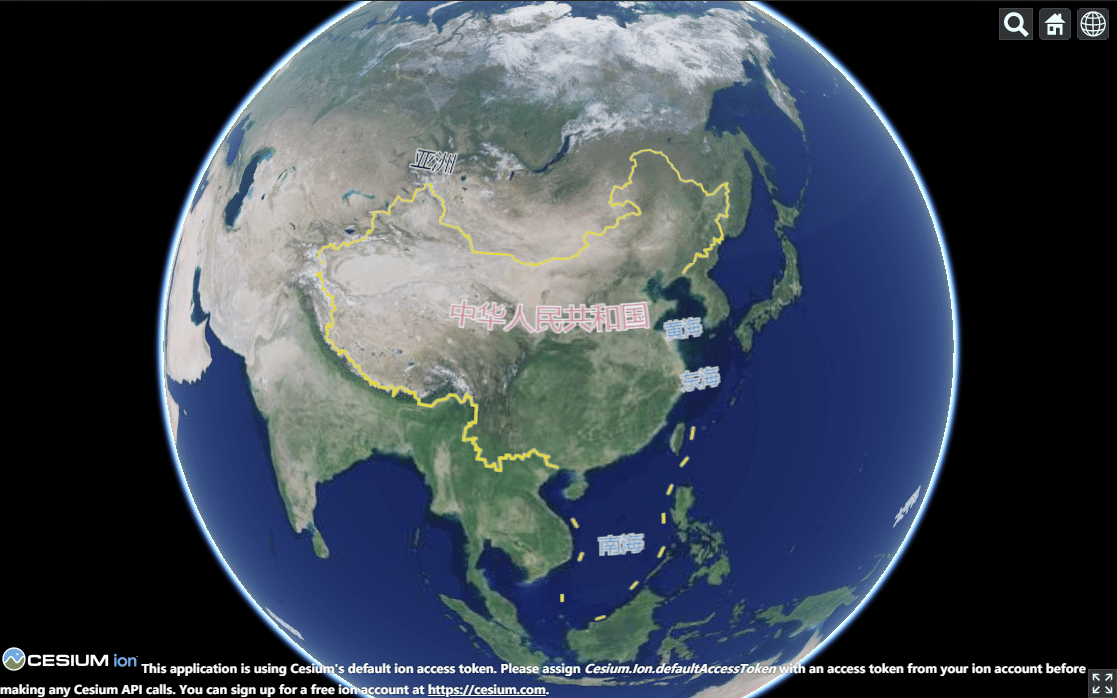 亚洲
中华人民共和国
黄海
东海
南海
CESIUM ion
This application is using Cesium's default ion access token. Please assign Cesium.Ion.defaultAccessToken with an access token from your ion account before
making any Cesium API calls. You can sign up for a free ion account at https://cesium.com.